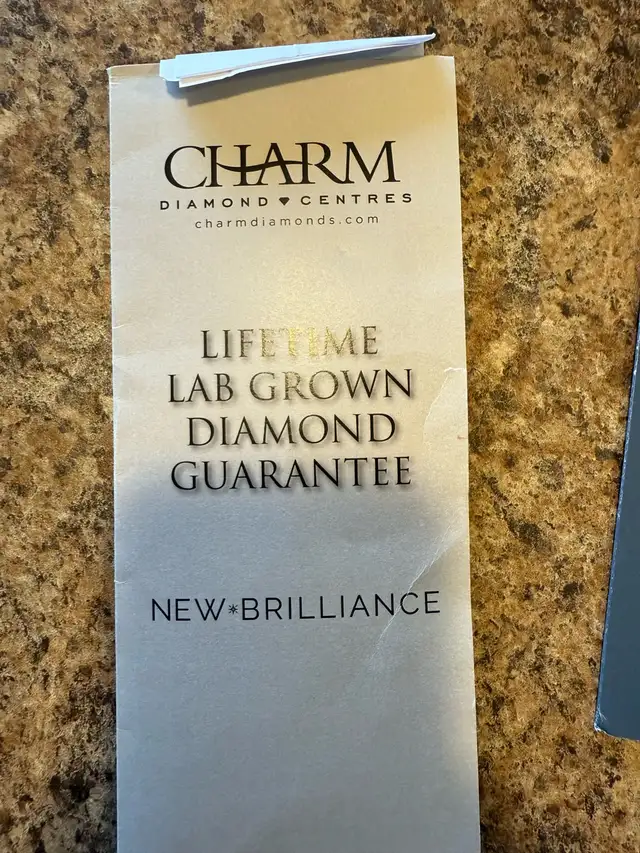 CHARM
DIAMOND CENTRES
charmdiamonds.com
LIFETIME
LAB GROWN
DIAMOND
GUARANTEE
NEW*BRILLIANCE